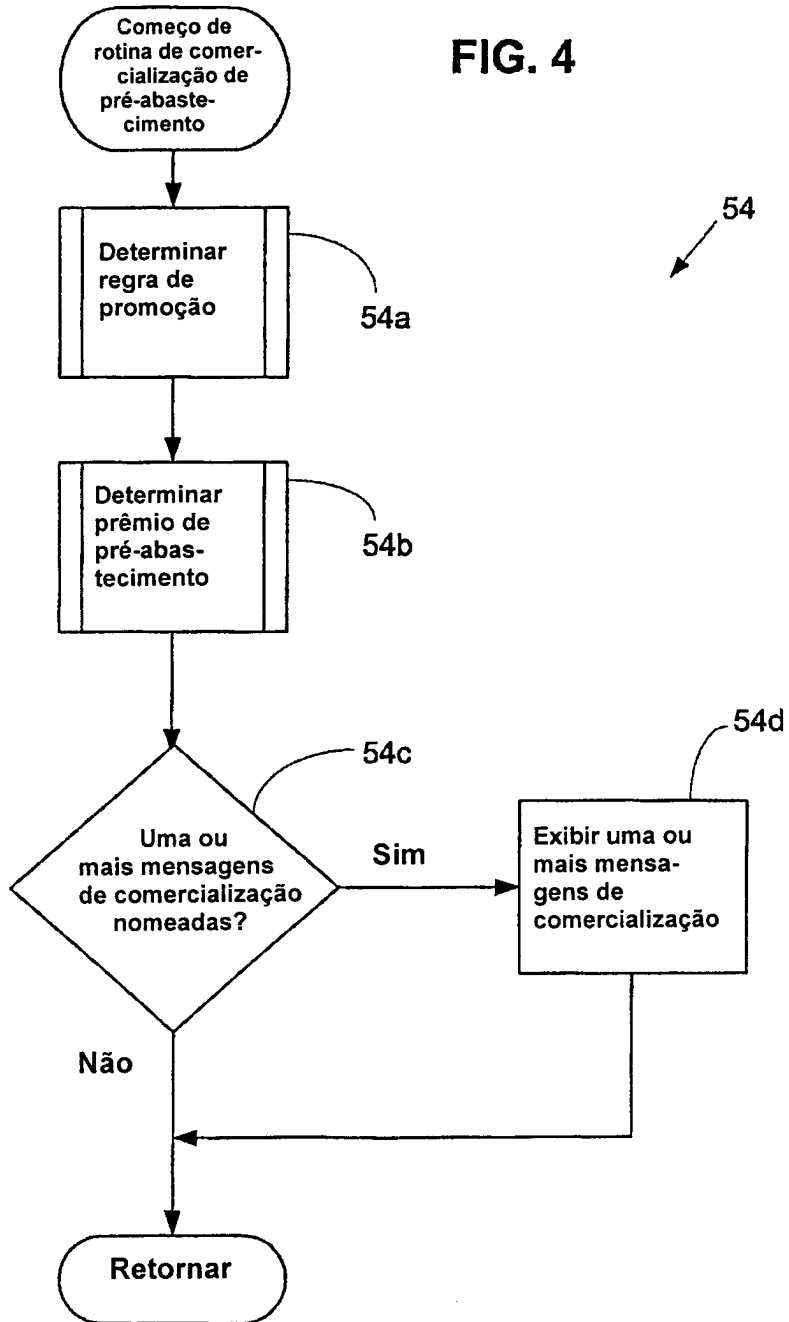 Começo de
rotina de comer-
cialização de
pré-abaste-
cimento
FIG. 4
54
Determinar
regra de
promoção
54a
Determinar
prêmio de
pré-abas-
tecimento
54b
54c
54d
Uma ou
mais mensagens
de comercialização
nomeadas?
Sim
Exibir uma ou
mais mensa-
gens de
comercialização
Não
Retornar